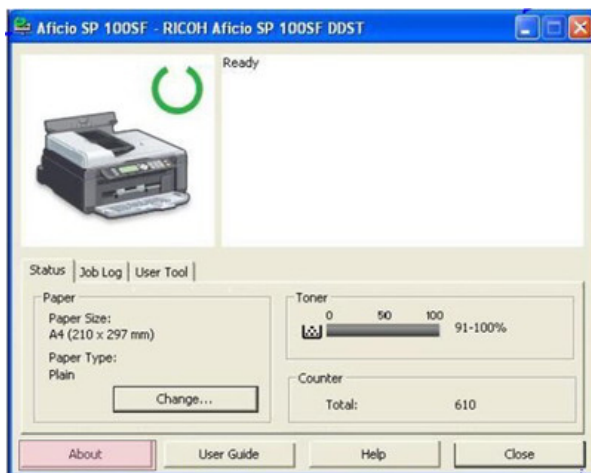 Aficio SP 100SF - RICOH Aficio SP 100SF DDST
Ready
Status Job Log User Tool
Paper
Paper Size:
A4 (210 x 297 mm)
Paper Type:
Plain
Change...
Toner
0 50 100
91-100%
Counter
Total: 610
About User Guide Help Close